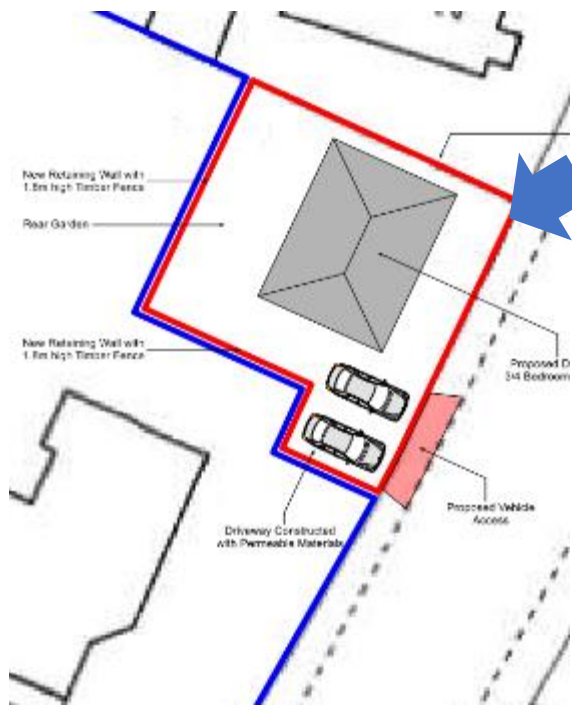 New Retaining Wall with
1.8m high Timber Fence
Rear Garden
New Retaining Wall with
1.8m high Timber Fence
Proposed D
3/4 Bedroom
Proposed Vehicle
Access
Driveway Constructed
with Permeable Materials